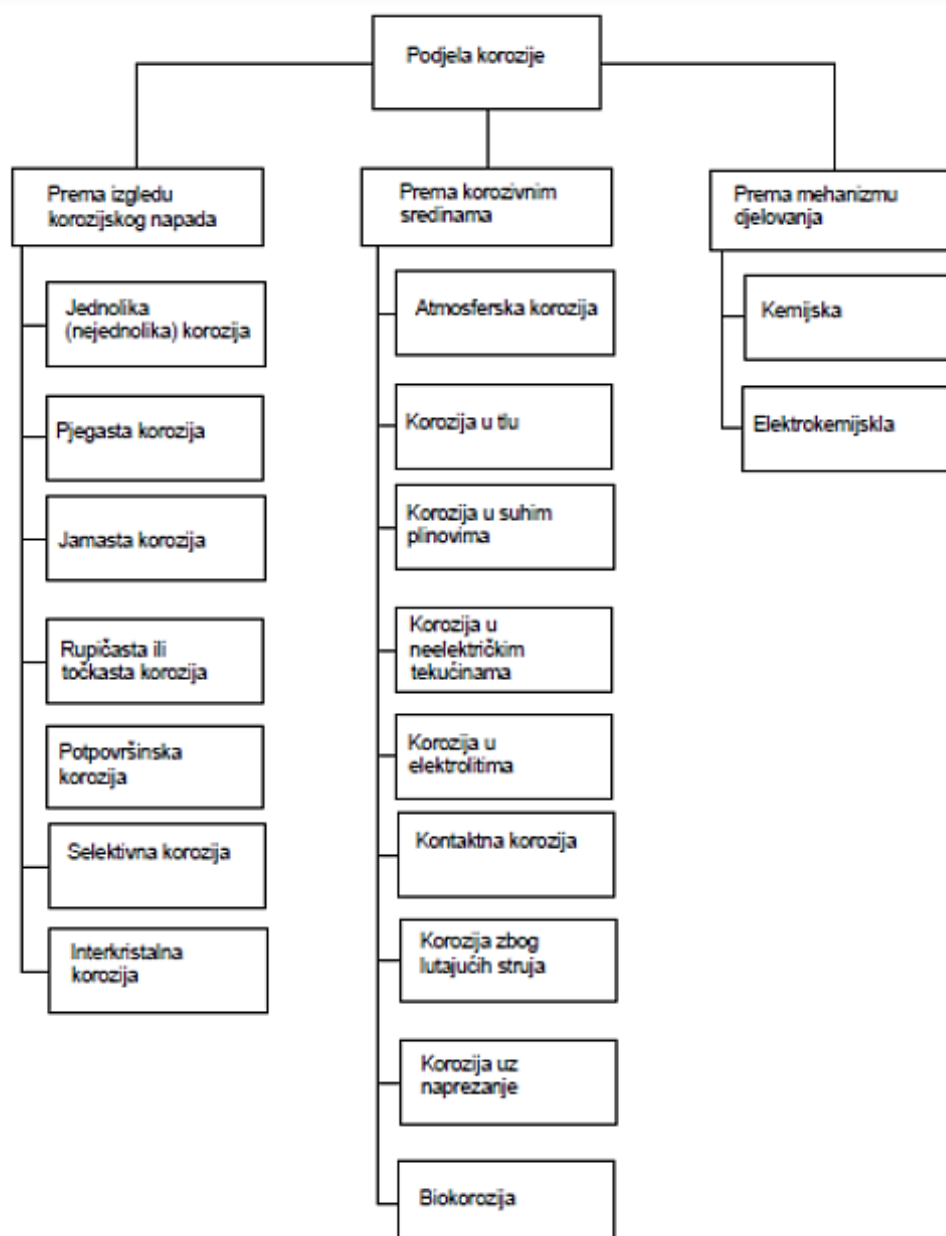 Podjela korozije
Prema izgledu
korozijskog napada
Jednolika
(nejednolika) korozija
Pjegasta korozija
Jamasta korozija
Rupičasta ili
točkasta korozija
Potpovršinska
korozija
Selektivna korozija
Interkristalna
korozija
Prema korozivnim
sredinama
Atmosferska korozija
Korozija u tlu
Korozija u suhim
plinovima
Korozija u
neelektričkim
tekućinama
Korozija u
elektrolitima
Kontaktna korozija
Korozija zbog
lutajućih struja
Korozija uz
naprezanje
Biokorozija
Prema mehanizmu
djelovanja
Kemijska
Elektrokemijskla